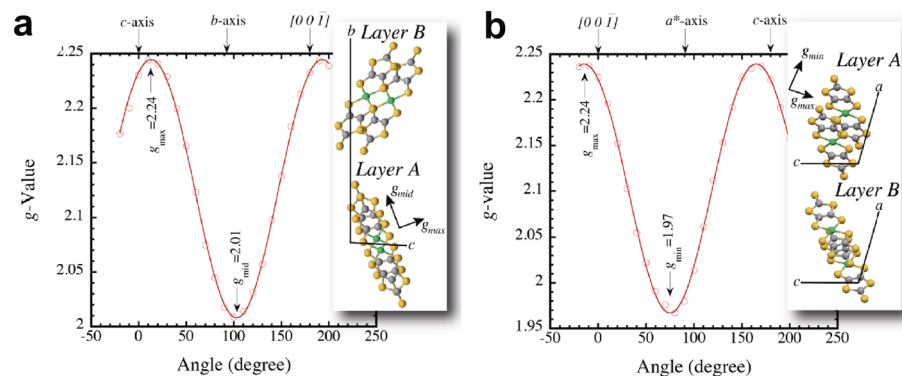 a
c-axis
b-axis
[0 0 1̄]
2.25
2.2
2.15
2.1
2.05
2
g-Value
g_max=2.24
g_mid=2.01
-50 0 50 100 150 200 250
Angle (degree)
b
Layer B
Layer A
g_mid
g_max
c
b
[0 0 1̄]
a*-axis
c-axis
2.25
2.2
2.15
2.1
2.05
2
1.95
g-value
g_max=2.24
g_min=1.97
-50 0 50 100 150 200 250
Angle (degree)
g_min
Layer A
g_max
a
c
Layer B
a
c